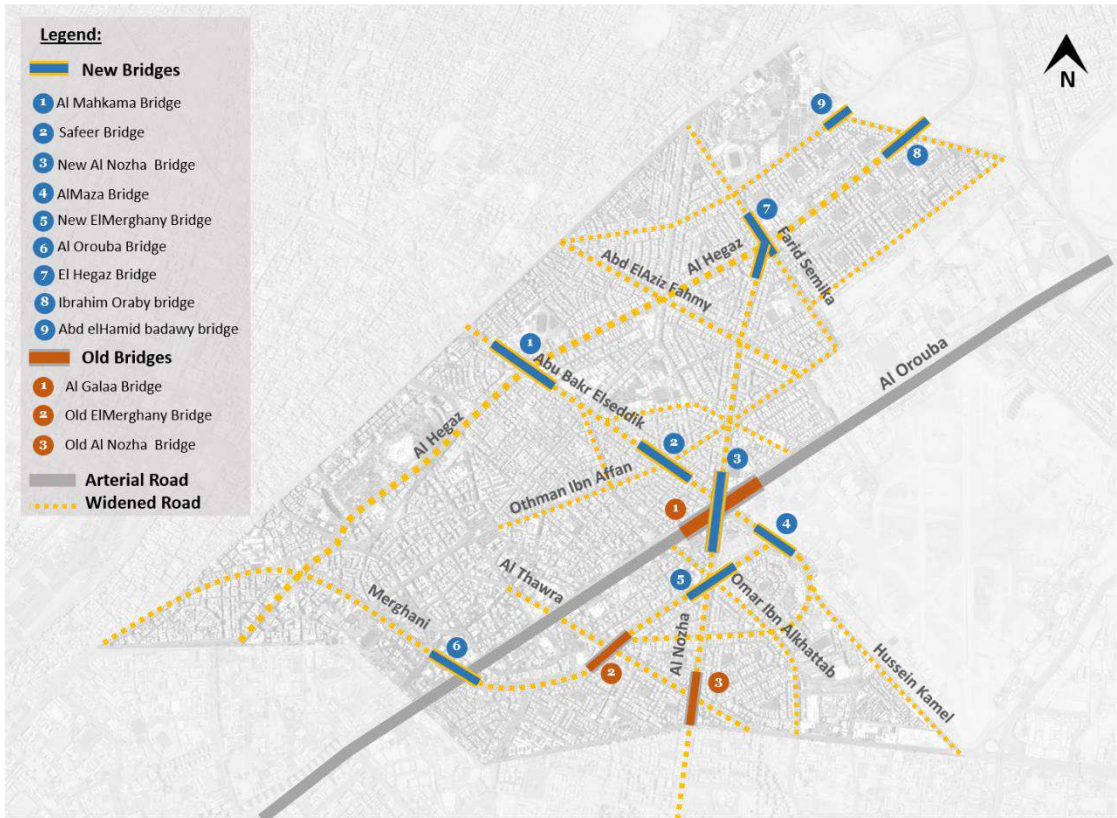 Legend:
New Bridges
1 Al Mahkama Bridge
2 Safeer Bridge
3 New Al Nozha Bridge
4 AlMaza Bridge
5 New ElMerghany Bridge
6 Al Orouba Bridge
7 El Hegaz Bridge
8 Ibrahim Oraby bridge
9 Abd elHamid badawy bridge
Old Bridges
1 Al Galaa Bridge
2 Old ElMerghany Bridge
3 Old Al Nozha Bridge
Arterial Road
Widened Road
N
9
8
7
Farid Semika
Al Hegaz
Abd ElAziz Fahmy
1
Abu Bakr Elseddik
Al Orouba
Al Hegaz
2
3
Othman Ibn Affan
1
4
Al Thawra
5
Omar Ibn Alkhattab
Merghani
6
Al Nozha
2
3
Hussein Kamel